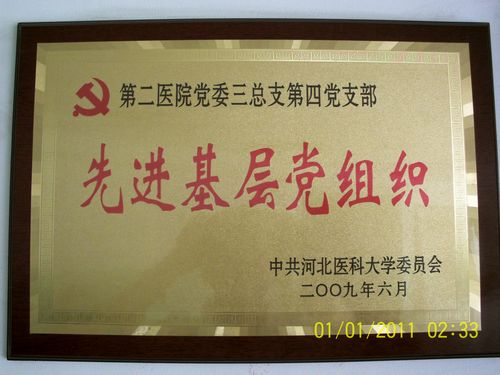 第二医院党委三总支第四党支部
先进基层党组织
中共河北医科大学委员会
二〇〇九年六月
01/01/2011 02:33